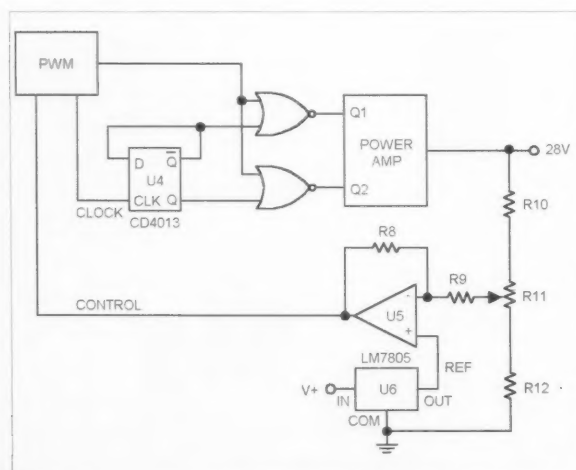 PWM
Q1
POWER
AMP
28V
D
Q
U4
CLK
Q
Q2
R10
CLOCK
CD4013
R8
R9
R11
-
CONTROL
U5
+
LM7805
REF
V+
IN
U6
OUT
R12
COM